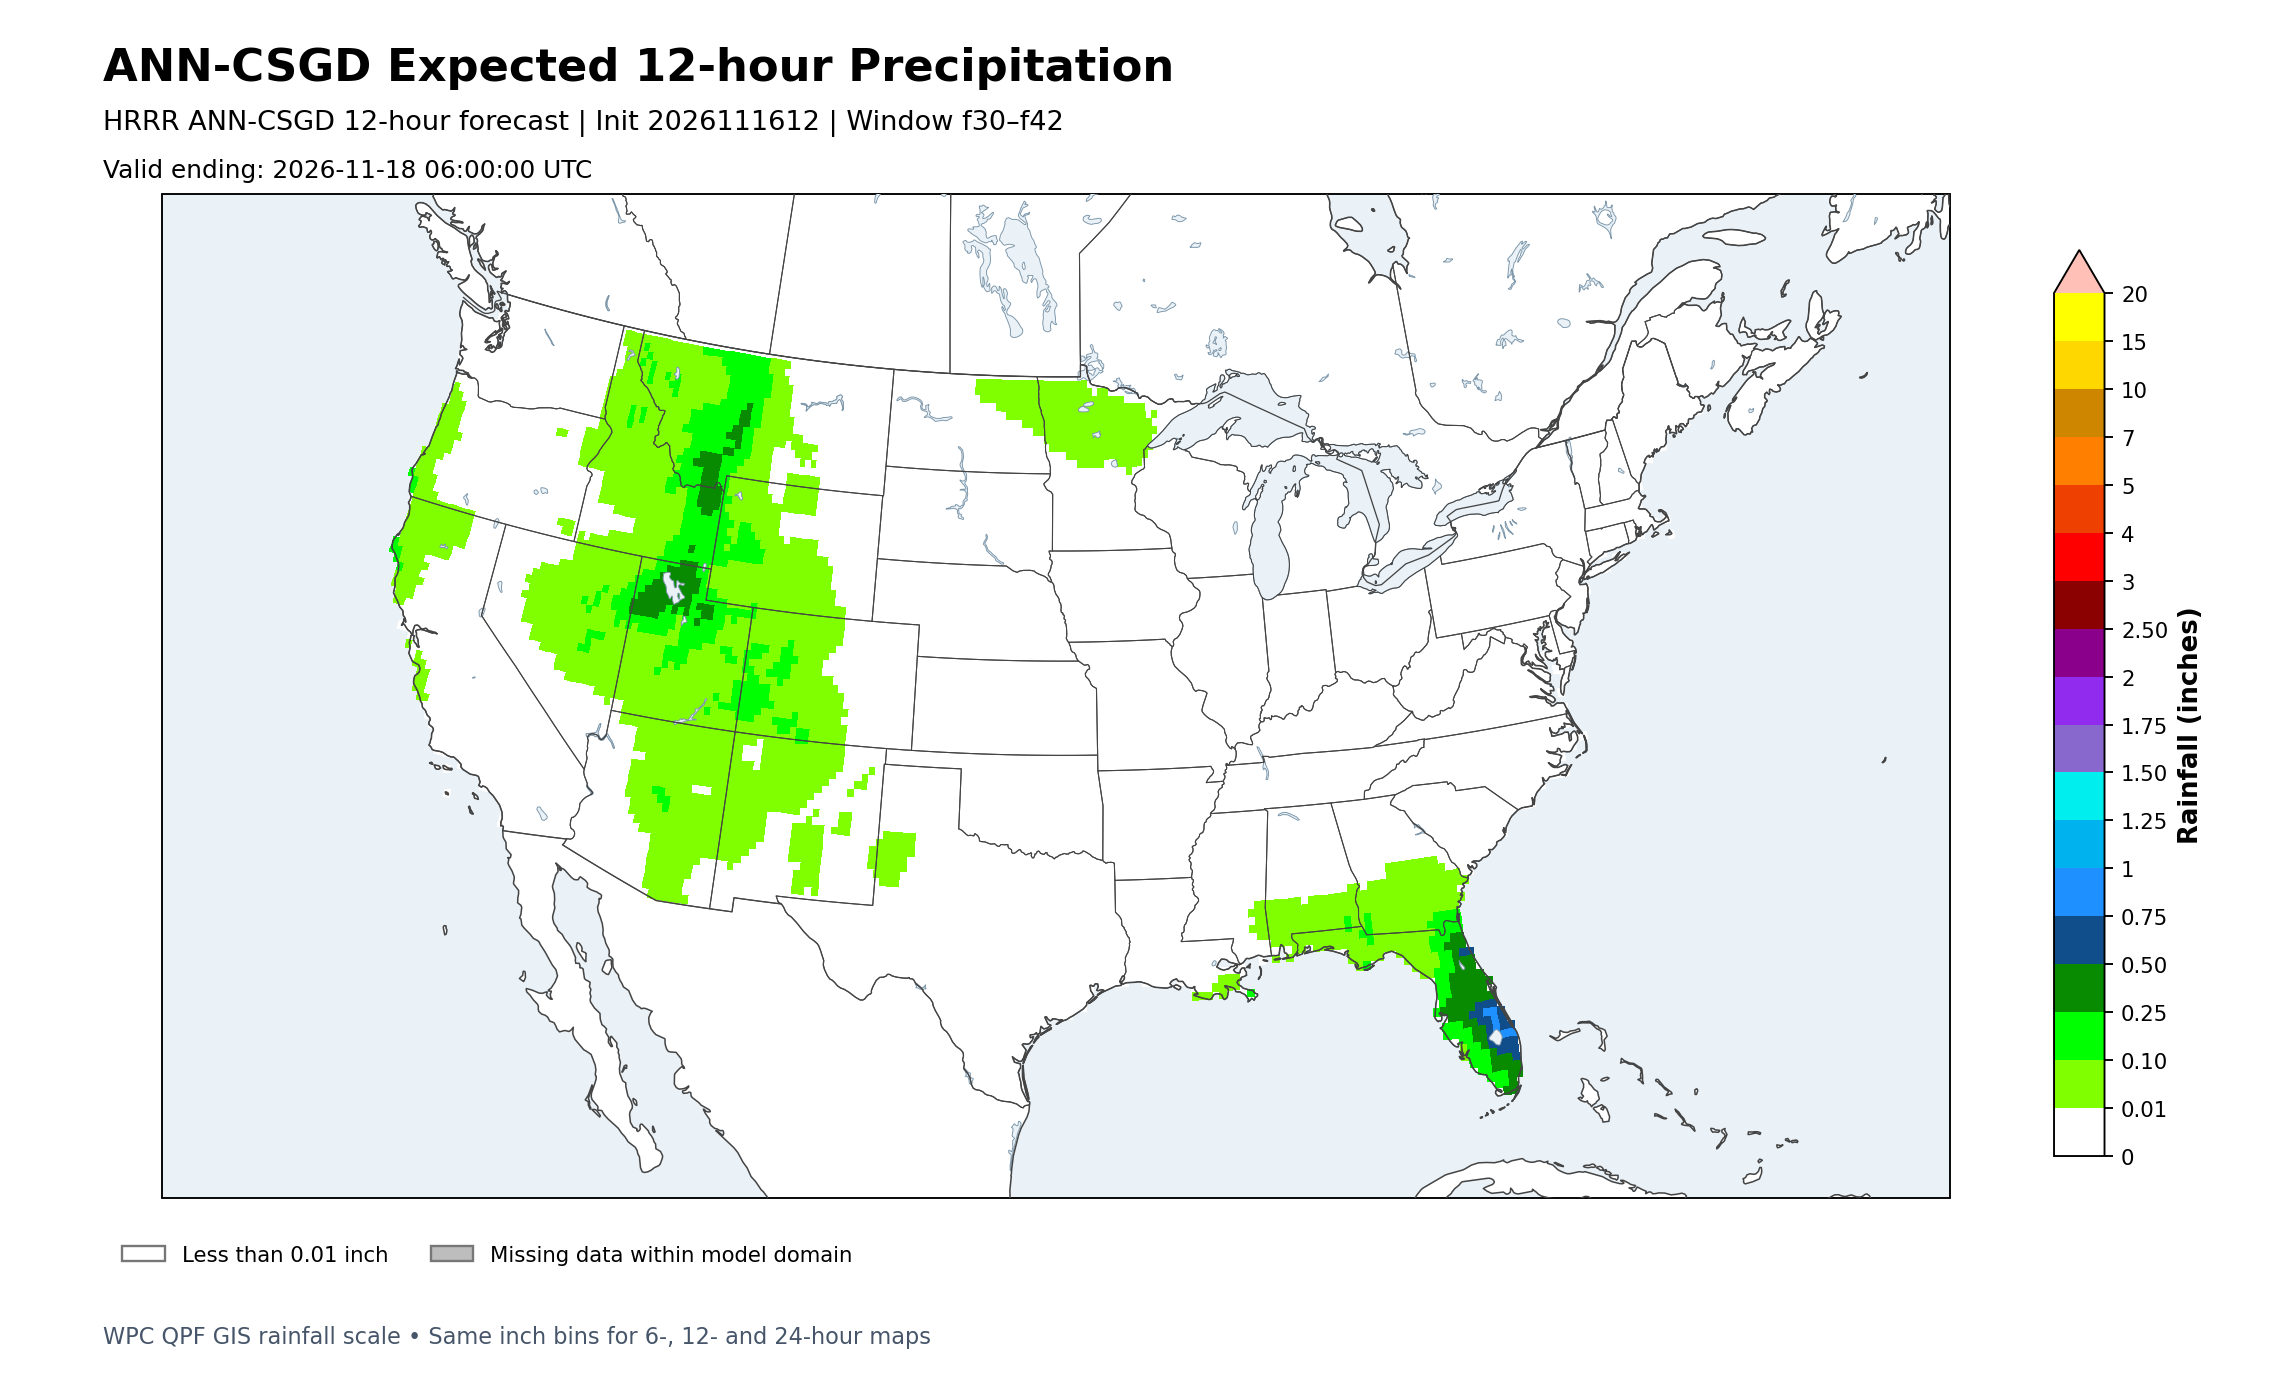 ANN-CSGD Expected 12-hour Precipitation
HRRR ANN-CSGD 12-hour forecast | Init 2026111612 | Window f30–f42
Valid ending: 2026-11-18 06:00:00 UTC
20
15
10
7
5
4
3
2.50
2
1.75
1.50
1.25
1
0.75
0.50
0.25
0.10
0.01
0
Rainfall (inches)
Less than 0.01 inch
Missing data within model domain
WPC QPF GIS rainfall scale • Same inch bins for 6-, 12- and 24-hour maps